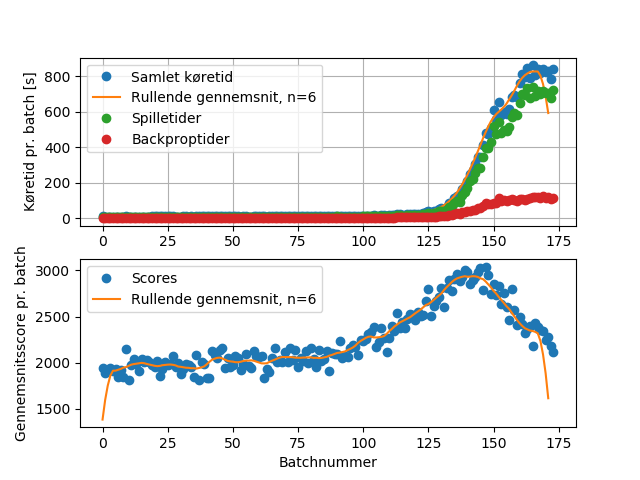 Køretid pr. batch [s]
800
600
400
200
0
Samlet køretid
Rullende gennemsnit, n=6
Spilletider
Backproptider
0 25 50 75 100 125 150 175
Gennemsnitsscore pr. batch
3000
2500
2000
1500
Scores
Rullende gennemsnit, n=6
0 25 50 75 100 125 150 175
Batchnummer